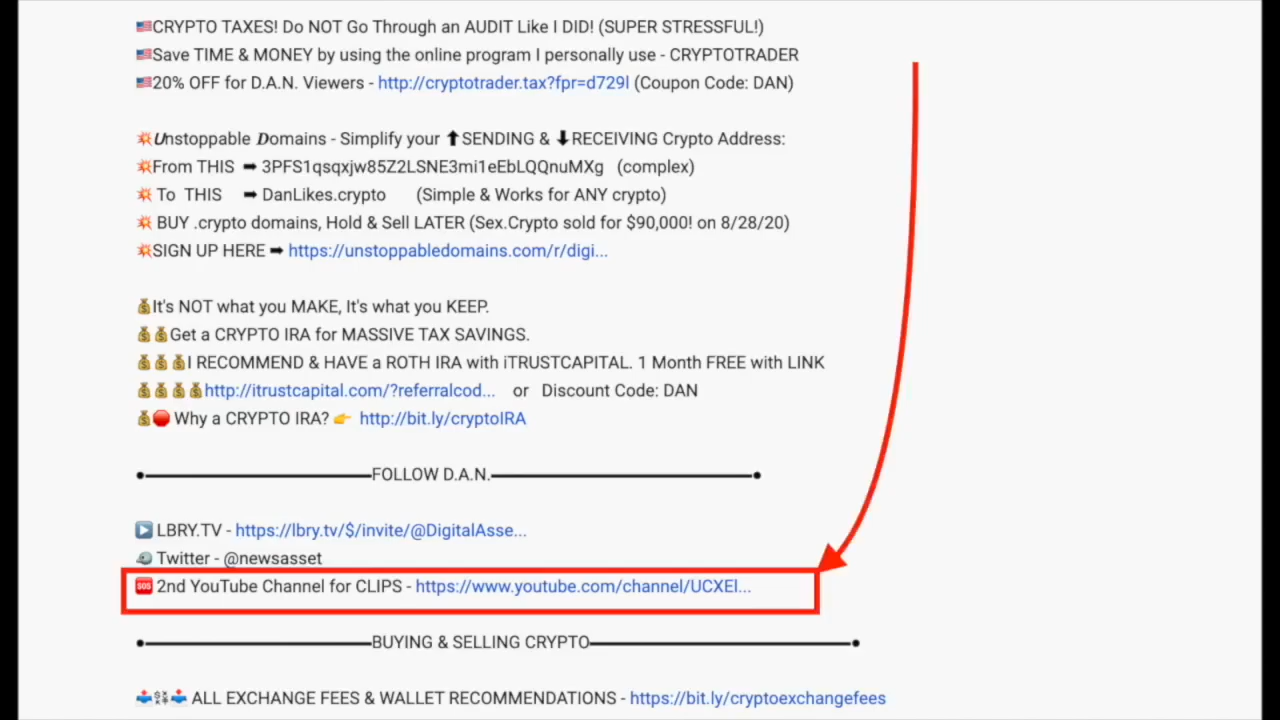 🇺🇸CRYPTO TAXES! Do NOT Go Through an AUDIT Like I DID! (SUPER STRESSFUL!)
🇺🇸Save TIME & MONEY by using the online program I personally use - CRYPTOTRADER
🇺🇸20% OFF for D.A.N. Viewers - http://cryptotrader.tax?fpr=d729l (Coupon Code: DAN)
💥𝑼nstoppable 𝑫omains - Simplify your ⬆SENDING & ⬇RECEIVING Crypto Address:
💥From THIS ➡ 3PFS1qsqxjw85Z2LSNE3mi1eEbLQQnuMXg (complex)
💥 To THIS ➡ DanLikes.crypto (Simple & Works for ANY crypto)
💥 BUY .crypto domains, Hold & Sell LATER (Sex.Crypto sold for $90,000! on 8/28/20)
💥SIGN UP HERE ➡ https://unstoppabledomains.com/r/digi...
💰It's NOT what you MAKE, It's what you KEEP.
💰💰Get a CRYPTO IRA for MASSIVE TAX SAVINGS.
💰💰💰I RECOMMEND & HAVE a ROTH IRA with iTRUSTCAPITAL. 1 Month FREE with LINK
💰💰💰💰http://itrustcapital.com/?referralcod... or Discount Code: DAN
💰🛑 Why a CRYPTO IRA? 👉 http://bit.ly/cryptoIRA
●▬▬▬▬▬▬▬▬▬▬FOLLOW D.A.N.▬▬▬▬▬▬▬▬▬▬●
▶️ LBRY.TV - https://lbry.tv/$/invite/@DigitalAsse...
Twitter - @newsasset
🆘 2nd YouTube Channel for CLIPS - https://www.youtube.com/channel/UCXEl...
●▬▬▬▬▬▬▬▬▬▬BUYING & SELLING CRYPTO▬▬▬▬▬▬▬▬▬▬●
📤💱📤 ALL EXCHANGE FEES & WALLET RECOMMENDATIONS - https://bit.ly/cryptoexchangefees